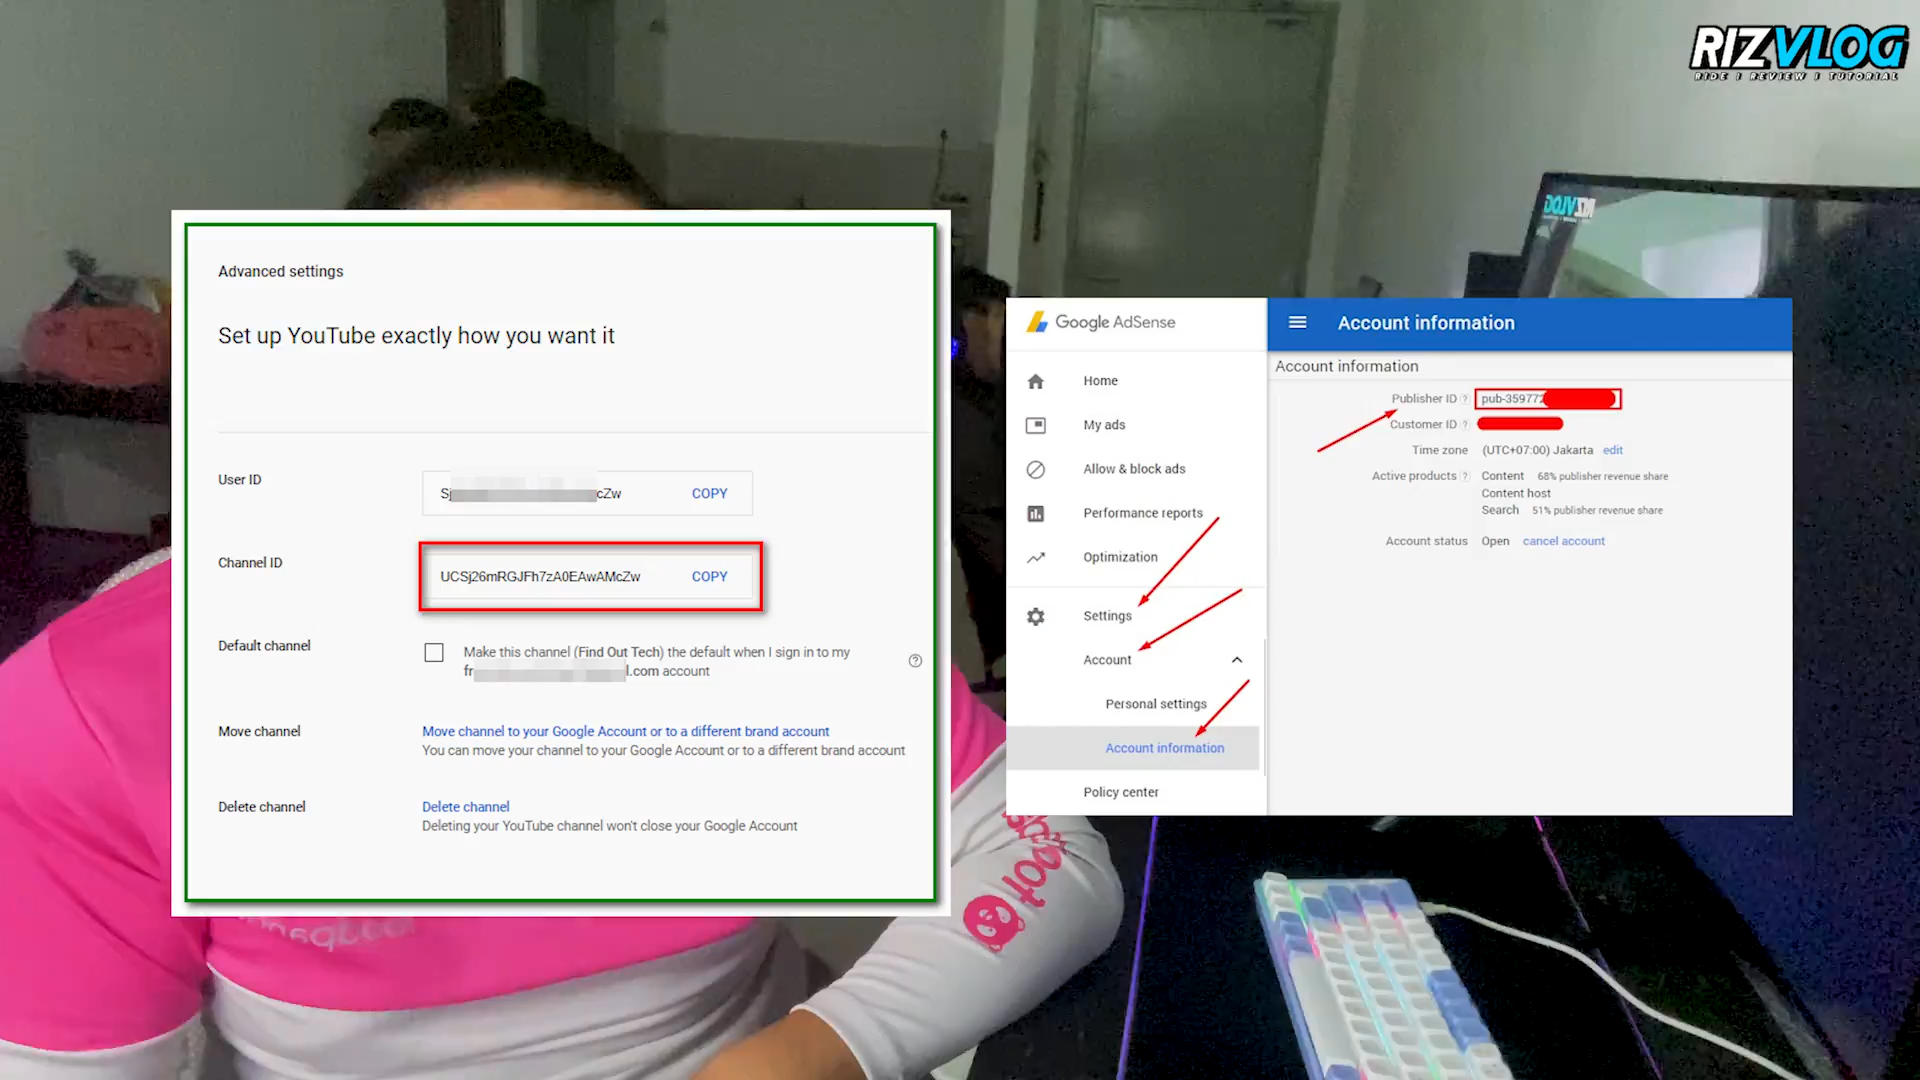 RIZVLOG
RIDE I REVIEW I TUTORIAL
Advanced settings
Set up YouTube exactly how you want it
User ID
Sj cZw COPY
Channel ID
UCSj26mRGJFh7zA0EAwAMcZw COPY
Default channel
Make this channel (Find Out Tech) the default when I sign in to my
fr l.com account
Move channel
Move channel to your Google Account or to a different brand account
You can move your channel to your Google Account or to a different brand account
Delete channel
Delete channel
Deleting your YouTube channel won't close your Google Account
Google AdSense
Home
My ads
Allow & block ads
Performance reports
Optimization
Settings
Account
Personal settings
Account information
Policy center
Account information
Account information
Publisher ID ? pub-359772
Customer ID ?
Time zone (UTC+07:00) Jakarta edit
Active products ? Content 68% publisher revenue share
Content host
Search 51% publisher revenue share
Account status Open cancel account